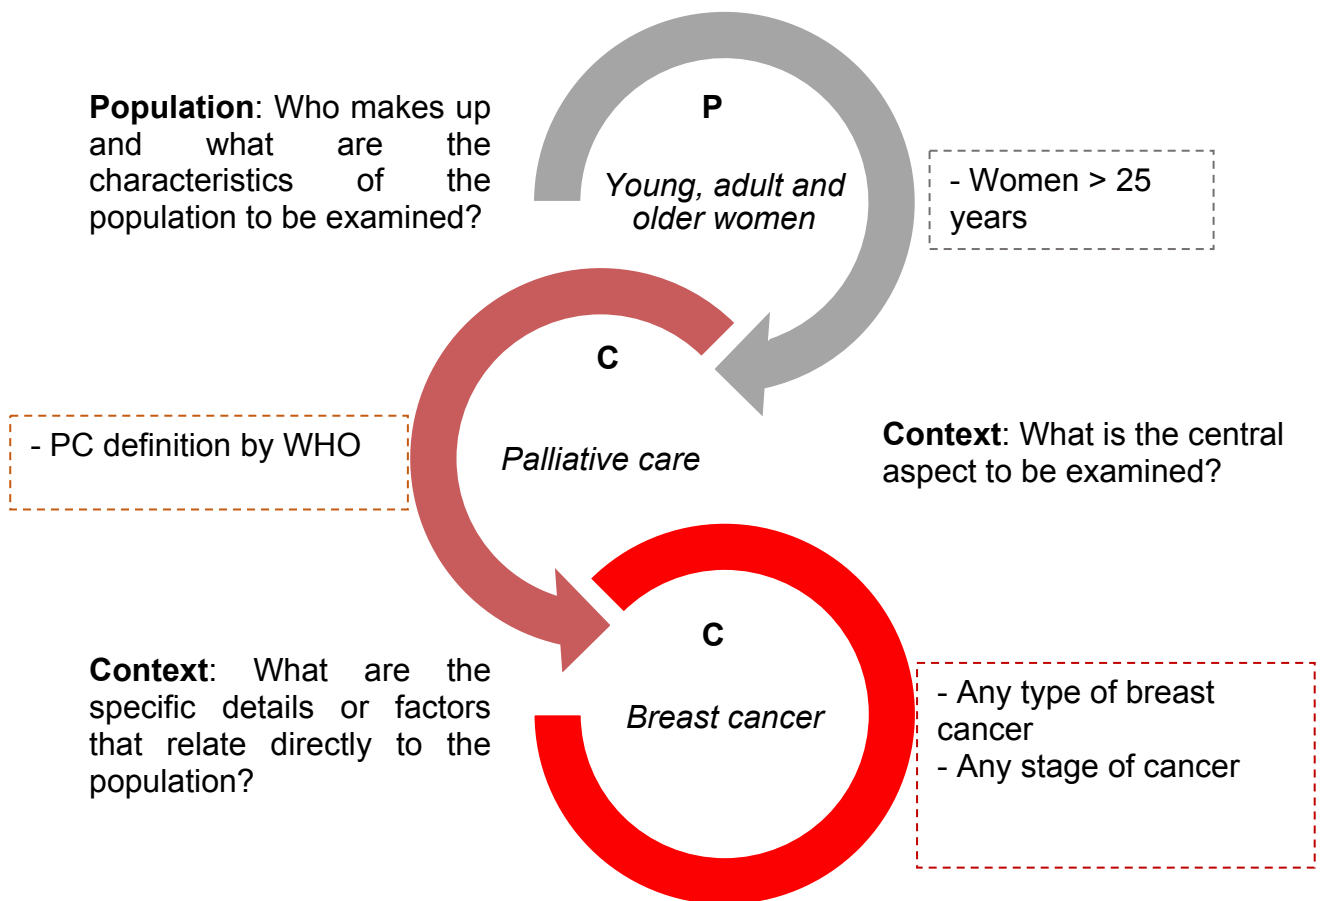 P
Population: Who makes up
and what are the
characteristics of the
population to be examined?
Young, adult and
older women
- Women > 25
years
C
- PC definition by WHO
Palliative care
Context: What is the central
aspect to be examined?
C
Context: What are the
specific details or factors
that relate directly to the
population?
Breast cancer
- Any type of breast
cancer
- Any stage of cancer